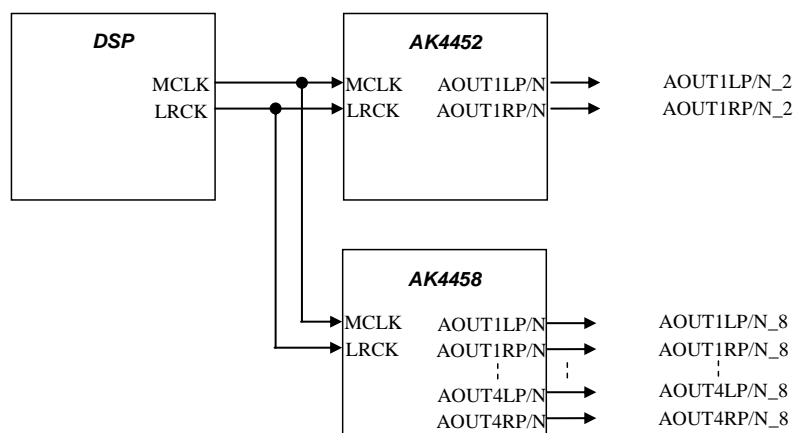 DSP
MCLK
LRCK
AK4452
MCLK AOUT1LP/N
LRCK AOUT1RP/N
AOUT1LP/N_2
AOUT1RP/N_2
AK4458
MCLK AOUT1LP/N
LRCK AOUT1RP/N
AOUT4LP/N
AOUT4RP/N
AOUT1LP/N_8
AOUT1RP/N_8
AOUT4LP/N_8
AOUT4RP/N_8